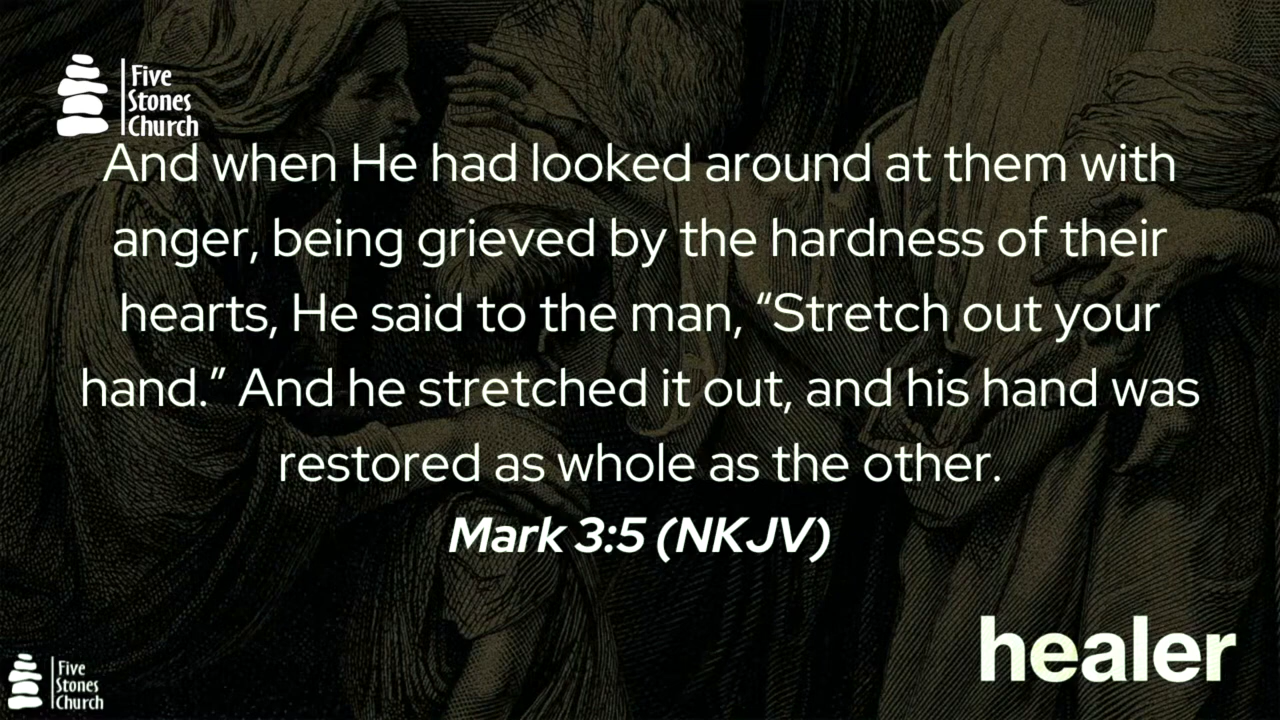 Five
Stones
Church
And when He had looked around at them with
anger, being grieved by the hardness of their
hearts, He said to the man, “Stretch out your
hand.” And he stretched it out, and his hand was
restored as whole as the other.
Mark 3:5 (NKJV)
healer
Five
Stones
Church